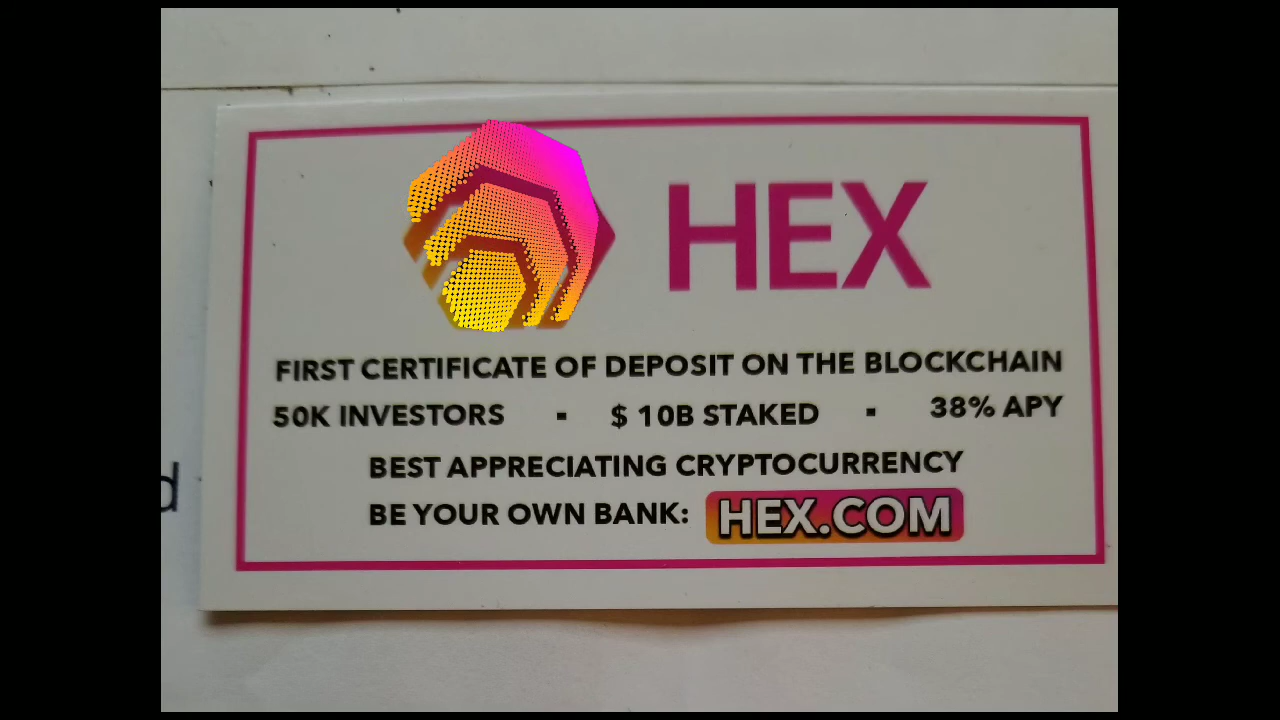 HEX
FIRST CERTIFICATE OF DEPOSIT ON THE BLOCKCHAIN
50K INVESTORS ▪ $ 10B STAKED ▪ 38% APY
BEST APPRECIATING CRYPTOCURRENCY
BE YOUR OWN BANK: HEX.COM
d